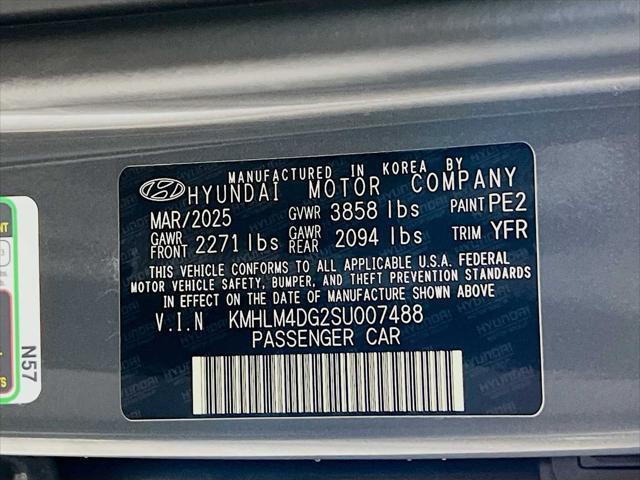 MANUFACTURED IN KOREA BY
HYUNDAI MOTOR COMPANY
MAR/2025 GVWR 3858 lbs PAINT PE2
GAWR FRONT 2271 lbs GAWR REAR 2094 lbs TRIM YFR
THIS VEHICLE CONFORMS TO ALL APPLICABLE U.S.A. FEDERAL
MOTOR VEHICLE SAFETY, BUMPER, AND THEFT PREVENTION STANDARDS
IN EFFECT ON THE DATE OF MANUFACTURE SHOWN ABOVE
V.I.N KMHLM4DG2SU007488
PASSENGER CAR
N57